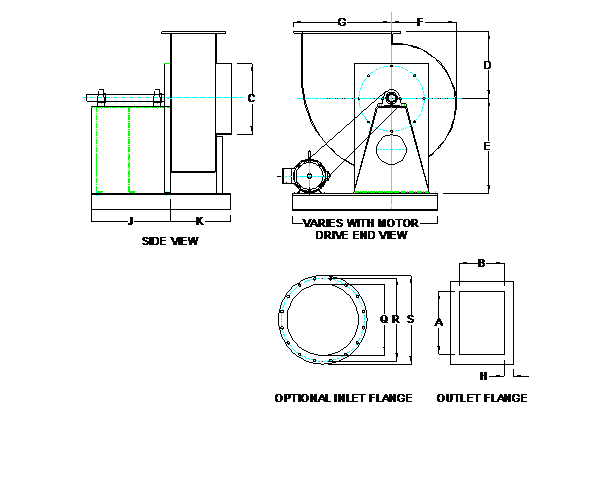 G F
D
C
E
J K
VARIES WITH MOTOR
SIDE VIEW
DRIVE END VIEW
B
A
Q R S
H
OPTIONAL INLET FLANGE
OUTLET FLANGE